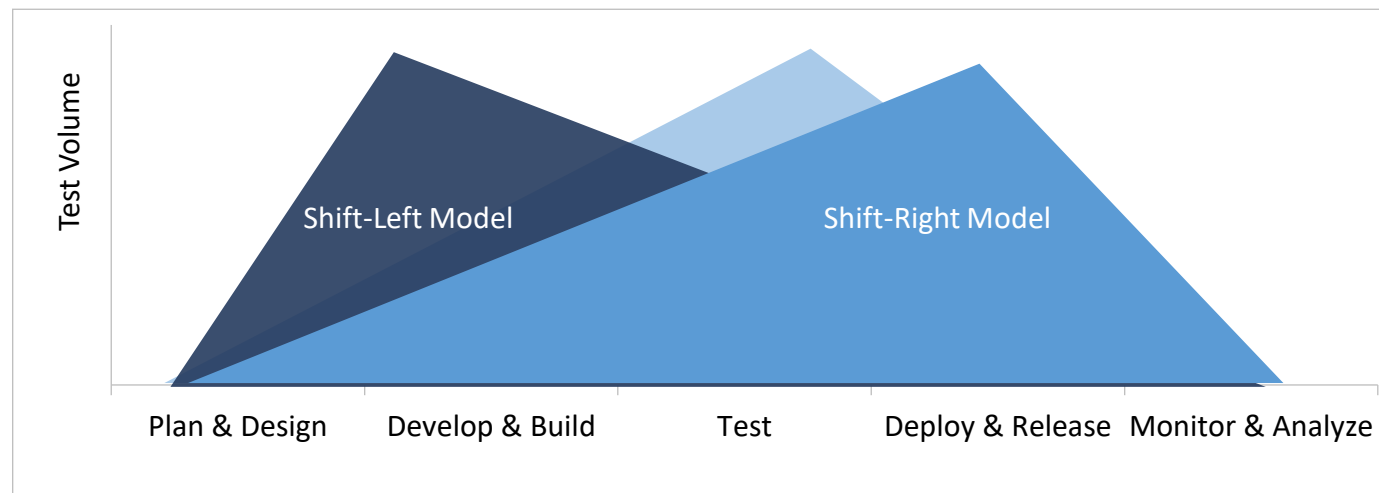 Test Volume
Shift-Left Model
Shift-Right Model
Plan & Design
Develop & Build
Test
Deploy & Release
Monitor & Analyze